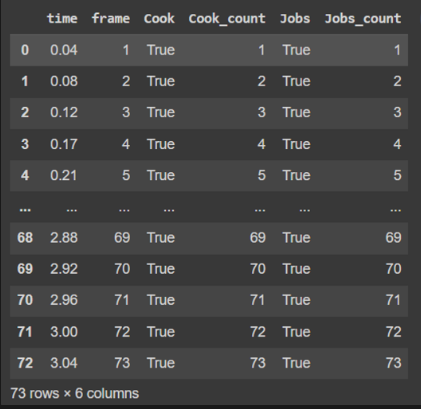 time frame Cook Cook_count Jobs Jobs_count
0 0.04 1 True 1 True 1
1 0.08 2 True 2 True 2
2 0.12 3 True 3 True 3
3 0.17 4 True 4 True 4
4 0.21 5 True 5 True 5
... ... ... ... ... ... ...
68 2.88 69 True 69 True 69
69 2.92 70 True 70 True 70
70 2.96 71 True 71 True 71
71 3.00 72 True 72 True 72
72 3.04 73 True 73 True 73
73 rows × 6 columns